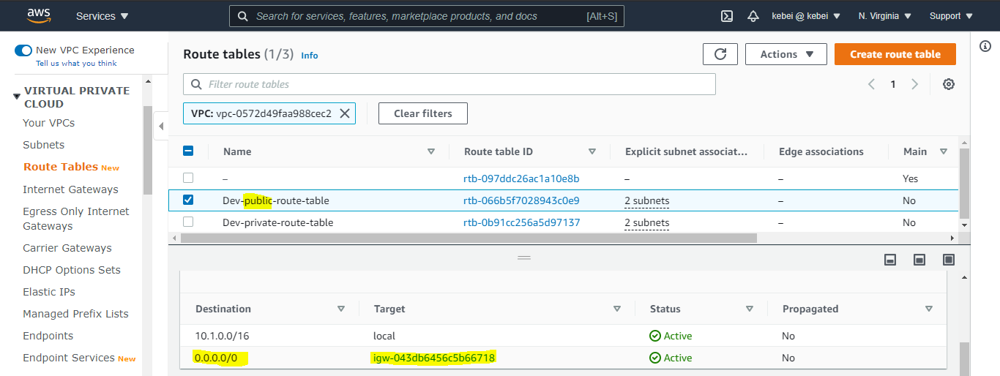 aws Services Search for services, features, marketplace products, and docs [Alt+S] kebei @ kebei N. Virginia Support
New VPC Experience
Tell us what you think
VIRTUAL PRIVATE
CLOUD
Your VPCs
Subnets
Route Tables New
Internet Gateways
Egress Only Internet
Gateways
Carrier Gateways
DHCP Options Sets
Elastic IPs
Managed Prefix Lists
Endpoints
Endpoint Services New
Route tables (1/3) Info
Actions
Create route table
Filter route tables
1
VPC: vpc-0572d49faa988cec2
Clear filters
Name Route table ID Explicit subnet associat... Edge associations Main
– rtb-097ddc26ac1a10e8b – – Yes
Dev-public-route-table rtb-066b5f7028943c0e9 2 subnets – No
Dev-private-route-table rtb-0b91cc256a5d97137 2 subnets – No
Destination Target Status Propagated
10.1.0.0/16 local Active No
0.0.0.0/0 igw-043db6456c5b66718 Active No